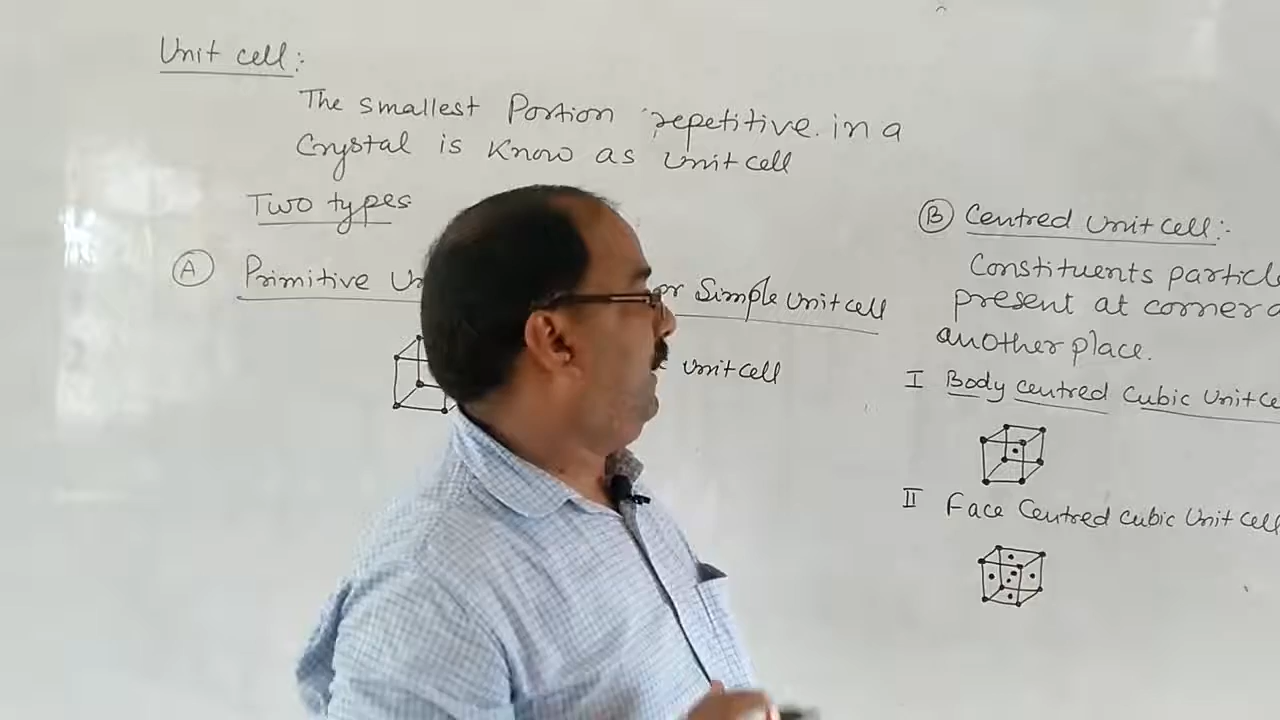 Unit cell:
The smallest Portion repetitive in a
Crystal is Know as Unit cell
Two types
Ⓐ Primitive or Simple Unit cell
Unit cell
Ⓑ Centred Unit cell:-
Constituents
present at corner
another place.
I Body Centred Cubic
II Face Centred Cubic Unit cell